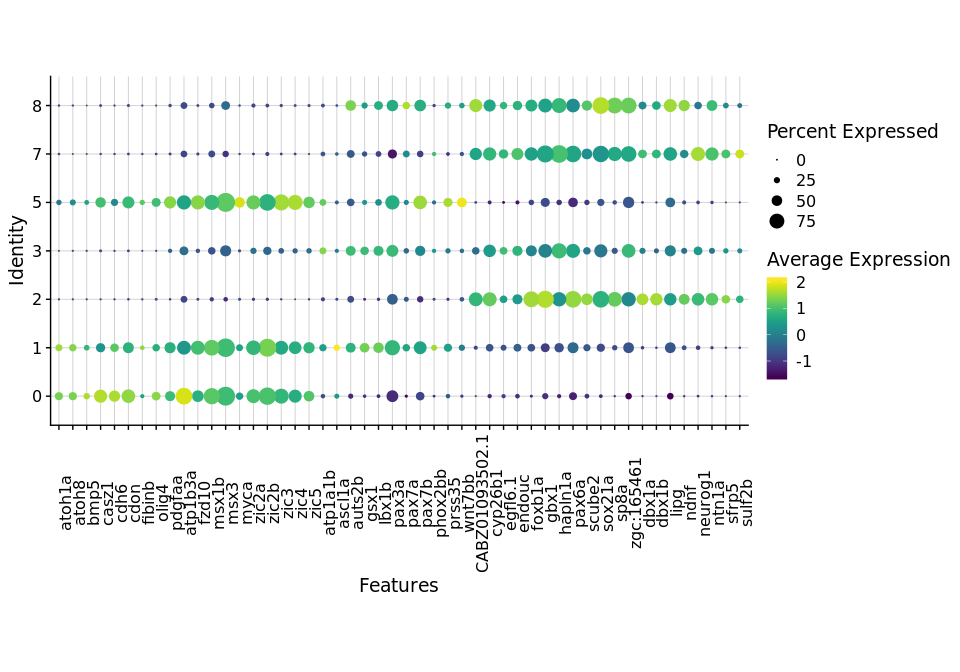 8
7
5
3
2
1
0
Identity
atoh1a
atoh8
bmp5
casz1
cdh6
cdon
fibinb
olig4
pdgfaa
atp1b3a
fzd10
msx1b
msx3
myca
zic2a
zic2b
zic3
zic4
zic5
atp1a1b
ascl1a
auts2b
gsx1
lbx1b
pax3a
pax7a
pax7b
phox2bb
prss35
wnt7bb
CABZ01093502.1
cyp26b1
egfl6.1
endouc
foxb1a
gbx1
hapln1a
pax6a
scube2
sox21a
sp8a
zgc:165461
dbx1a
dbx1b
lipg
ndnf
neurog1
ntn1a
sfrp5
sulf2b
Features
Percent Expressed
0
25
50
75
Average Expression
2
1
0
-1